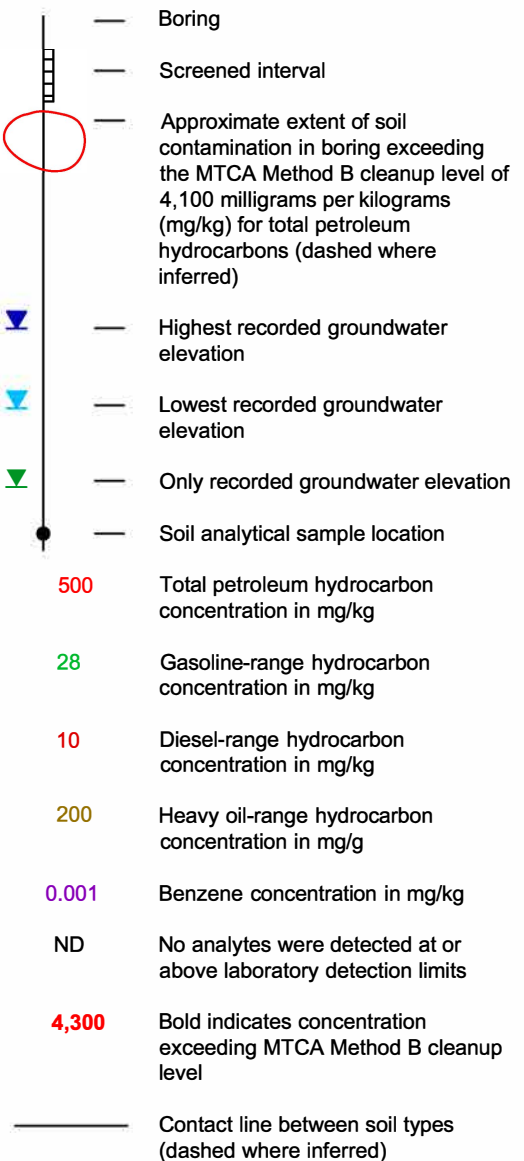 Boring
Screened interval
Approximate extent of soil
contamination in boring exceeding
the MTCA Method B cleanup level of
4,100 milligrams per kilograms
(mg/kg) for total petroleum
hydrocarbons (dashed where
inferred)
Highest recorded groundwater
elevation
Lowest recorded groundwater
elevation
Only recorded groundwater elevation
Soil analytical sample location
500 Total petroleum hydrocarbon
concentration in mg/kg
28 Gasoline-range hydrocarbon
concentration in mg/kg
10 Diesel-range hydrocarbon
concentration in mg/kg
200 Heavy oil-range hydrocarbon
concentration in mg/g
0.001 Benzene concentration in mg/kg
ND No analytes were detected at or
above laboratory detection limits
4,300 Bold indicates concentration
exceeding MTCA Method B cleanup
level
Contact line between soil types
(dashed where inferred)